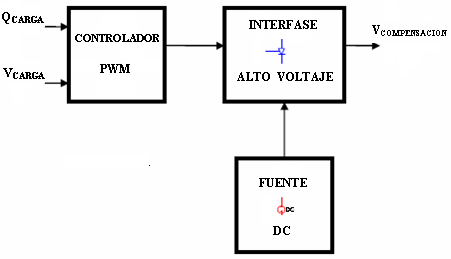 QCARGA
VCARGA
CONTROLADOR
PWM
INTERFASE
ALTO VOLTAJE
VCOMPENSACION
FUENTE
DC
DC